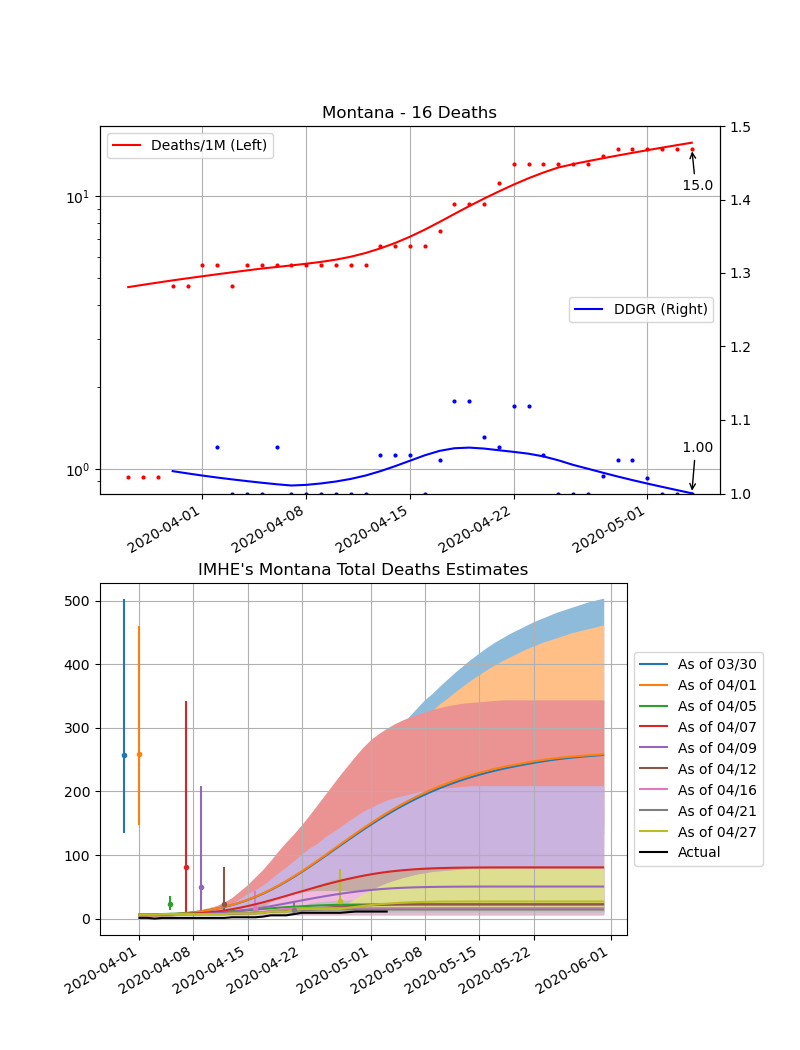 Montana - 16 Deaths
Deaths/1M (Left)
DDGR (Right)
10¹
10⁰
1.5
1.4
1.3
1.2
1.1
1.0
15.0
1.00
2020-04-01
2020-04-08
2020-04-15
2020-04-22
2020-05-01
IMHE's Montana Total Deaths Estimates
500
400
300
200
100
0
As of 03/30
As of 04/01
As of 04/05
As of 04/07
As of 04/09
As of 04/12
As of 04/16
As of 04/21
As of 04/27
Actual
2020-04-01
2020-04-08
2020-04-15
2020-04-22
2020-05-01
2020-05-08
2020-05-15
2020-05-22
2020-06-01